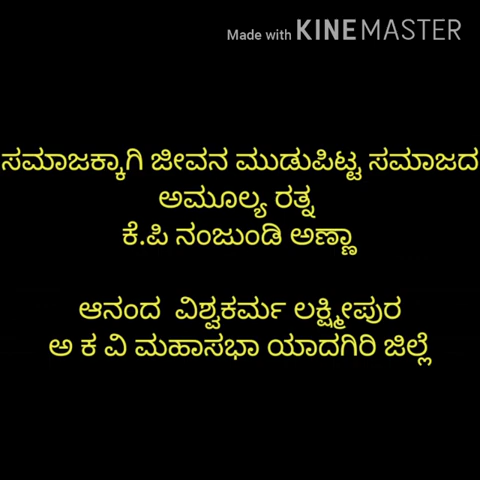 Made with KINEMASTER
ಸಮಾಜಕ್ಕಾಗಿ ಜೀವನ ಮುಡುಪಿಟ್ಟ ಸಮಾಜದ
ಅಮೂಲ್ಯ ರತ್ನ
ಕೆ.ಪಿ ನಂಜುಂಡಿ ಅಣ್ಣಾ
ಆನಂದ ವಿಶ್ವಕರ್ಮ ಲಕ್ಷ್ಮೀಪುರ
ಅ ಕ ವಿ ಮಹಾಸಭಾ ಯಾದಗಿರಿ ಜಿಲ್ಲೆ